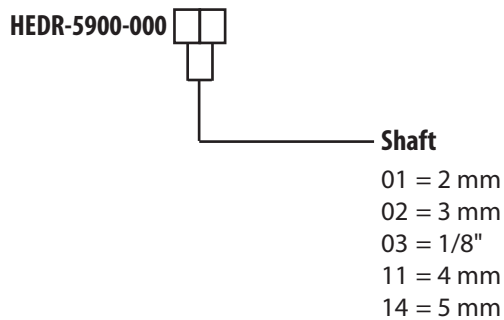 HEDR-5900-000
Shaft
01 = 2 mm
02 = 3 mm
03 = 1/8"
11 = 4 mm
14 = 5 mm